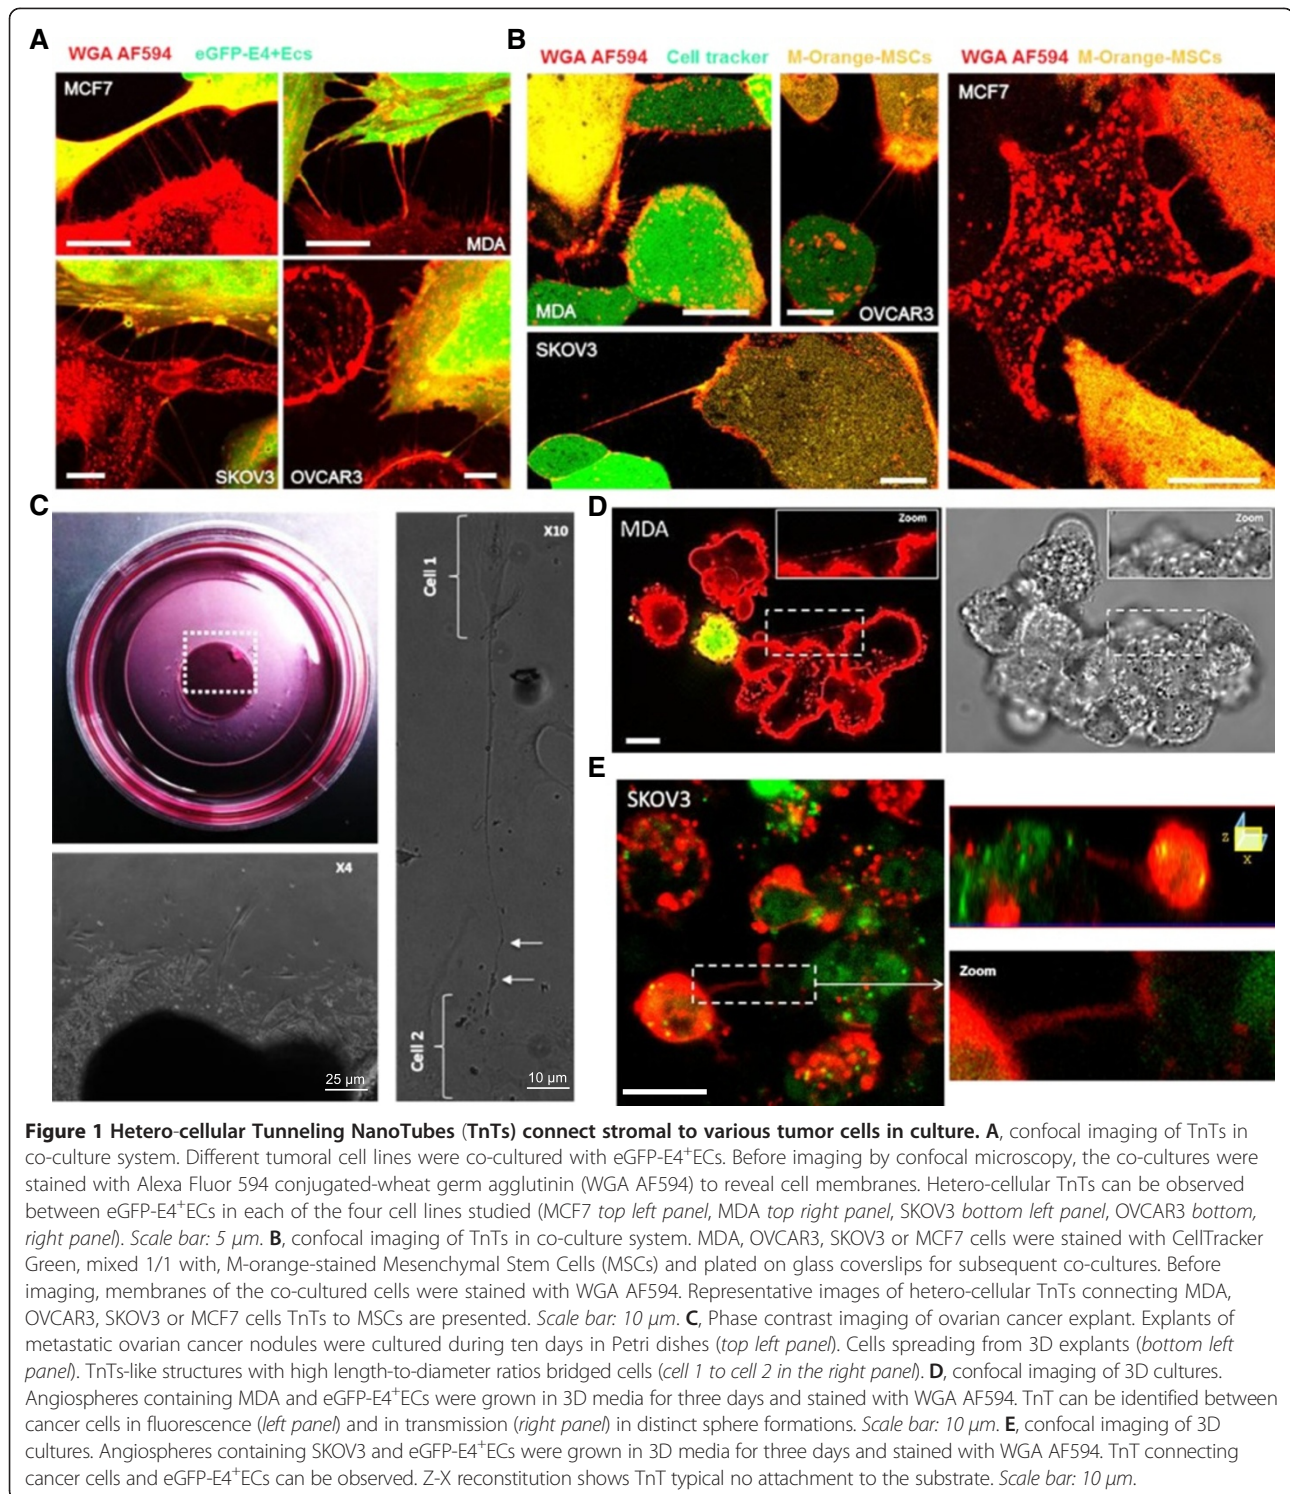 A
WGA AF594 eGFP-E4+Ecs
MCF7
MDA
SKOV3
OVCAR3
B
WGA AF594 Cell tracker M-Orange-MSCs
WGA AF594 M-Orange-MSCs
MDA
OVCAR3
MCF7
SKOV3
C
X10
Cell 1
Cell 2
10 µm
X4
25 µm
D
MDA
Zoom
Zoom
E
SKOV3
Z
X
Zoom
Figure 1 Hetero-cellular Tunneling NanoTubes (TnTs) connect stromal to various tumor cells in culture. A, confocal imaging of TnTs in
co-culture system. Different tumoral cell lines were co-cultured with eGFP-E4+ECs. Before imaging by confocal microscopy, the co-cultures were
stained with Alexa Fluor 594 conjugated-wheat germ agglutinin (WGA AF594) to reveal cell membranes. Hetero-cellular TnTs can be observed
between eGFP-E4+ECs in each of the four cell lines studied (MCF7 top left panel, MDA top right panel, SKOV3 bottom left panel, OVCAR3 bottom,
right panel). Scale bar: 5 µm. B, confocal imaging of TnTs in co-culture system. MDA, OVCAR3, SKOV3 or MCF7 cells were stained with CellTracker
Green, mixed 1/1 with, M-orange-stained Mesenchymal Stem Cells (MSCs) and plated on glass coverslips for subsequent co-cultures. Before
imaging, membranes of the co-cultured cells were stained with WGA AF594. Representative images of hetero-cellular TnTs connecting MDA,
OVCAR3, SKOV3 or MCF7 cells TnTs to MSCs are presented. Scale bar: 10 µm. C, Phase contrast imaging of ovarian cancer explant. Explants of
metastatic ovarian cancer nodules were cultured during ten days in Petri dishes (top left panel). Cells spreading from 3D explants (bottom left
panel). TnTs-like structures with high length-to-diameter ratios bridged cells (cell 1 to cell 2 in the right panel). D, confocal imaging of 3D cultures.
Angiospheres containing MDA and eGFP-E4+ECs were grown in 3D media for three days and stained with WGA AF594. TnT can be identified between
cancer cells in fluorescence (left panel) and in transmission (right panel) in distinct sphere formations. Scale bar: 10 µm. E, confocal imaging of 3D
cultures. Angiospheres containing SKOV3 and eGFP-E4+ECs were grown in 3D media for three days and stained with WGA AF594. TnT connecting
cancer cells and eGFP-E4+ECs can be observed. Z-X reconstitution shows TnT typical no attachment to the substrate. Scale bar: 10 µm.